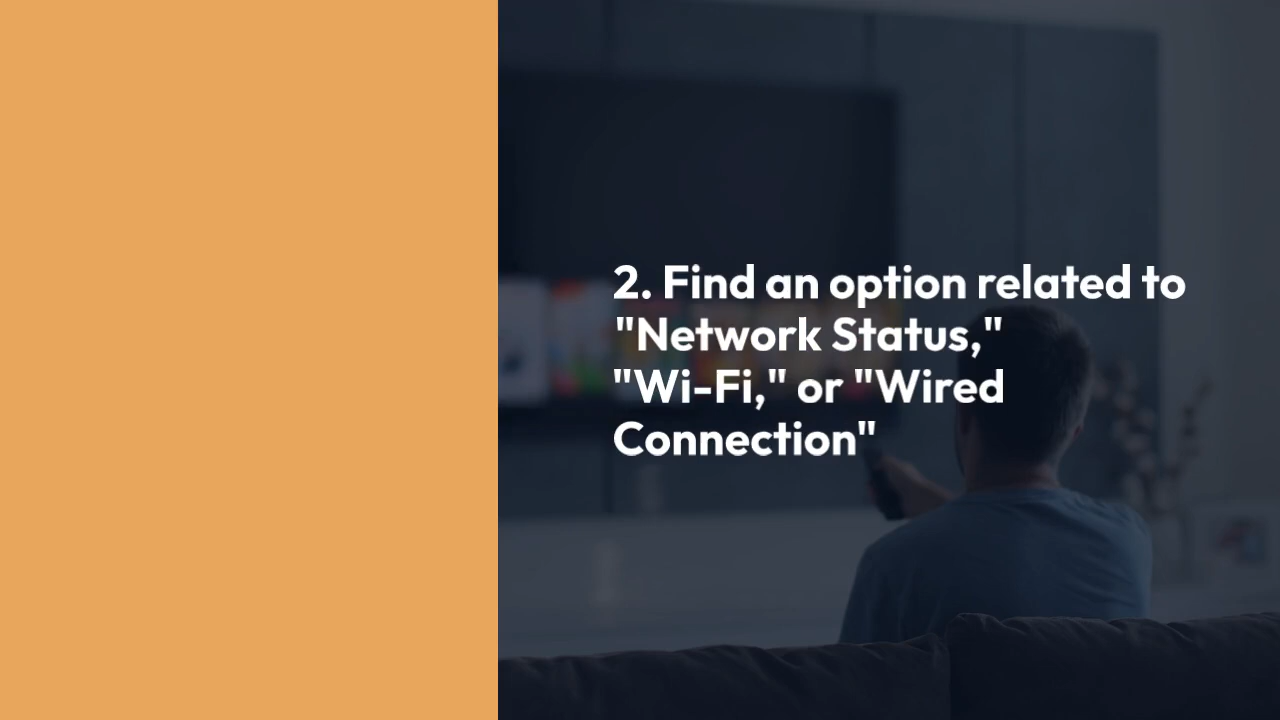 2. Find an option related to
"Network Status,"
"Wi-Fi," or "Wired
Connection"